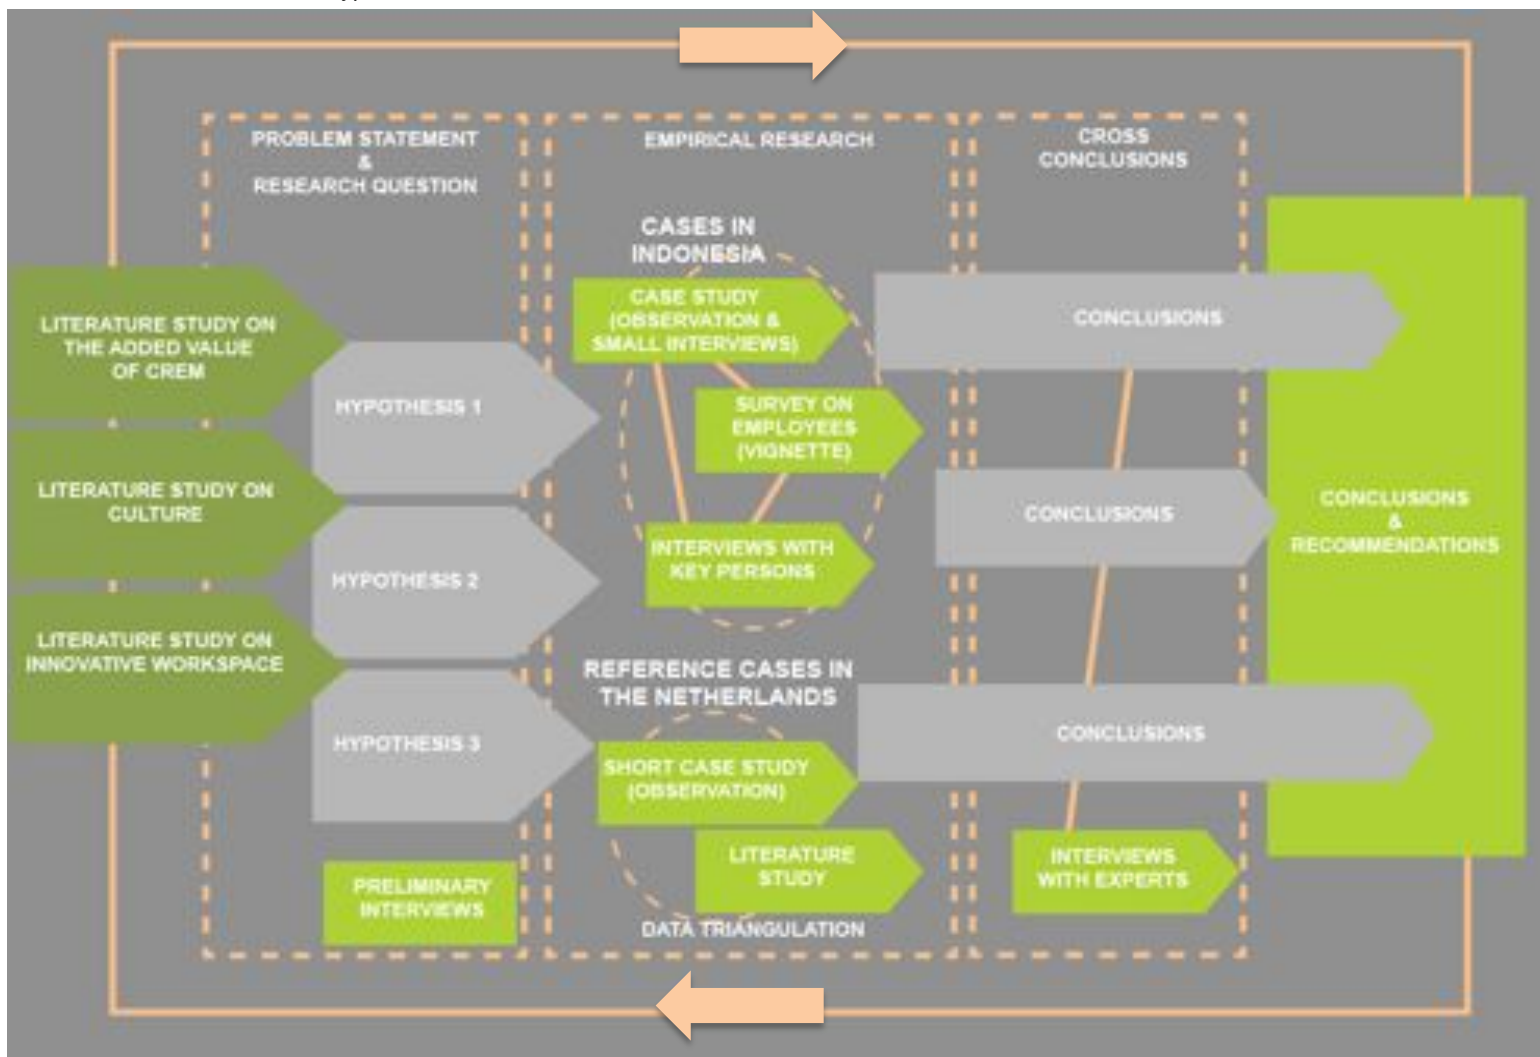 PROBLEM STATEMENT
&
RESEARCH QUESTION
EMPIRICAL RESEARCH
CROSS
CONCLUSIONS
LITERATURE STUDY ON
THE ADDED VALUE
OF CREM
LITERATURE STUDY ON
CULTURE
LITERATURE STUDY ON
INNOVATIVE WORKSPACE
HYPOTHESIS 1
HYPOTHESIS 2
HYPOTHESIS 3
PRELIMINARY
INTERVIEWS
CASES IN
INDONESIA
CASE STUDY
(OBSERVATION &
SMALL INTERVIEWS)
SURVEY ON
EMPLOYEES
(VIGNETTE)
INTERVIEWS WITH
KEY PERSONS
REFERENCE CASES IN
THE NETHERLANDS
SHORT CASE STUDY
(OBSERVATION)
LITERATURE
STUDY
DATA TRIANGULATION
CONCLUSIONS
CONCLUSIONS
CONCLUSIONS
INTERVIEWS
WITH EXPERTS
CONCLUSIONS
&
RECOMMENDATIONS